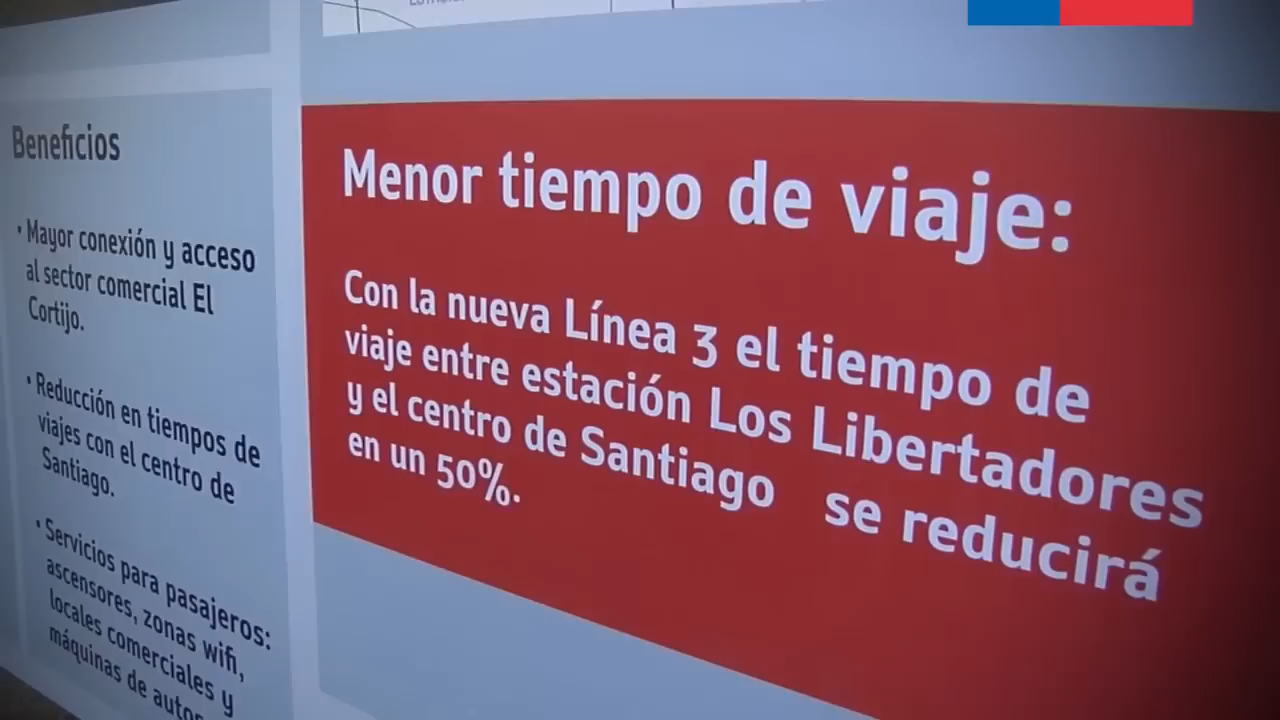 Beneficios
• Mayor conexión y acceso
al sector comercial El
Cortijo.
• Reducción en tiempos de
viajes con el centro de
Santiago.
• Servicios para pasajeros:
ascensores, zonas wifi,
locales comerciales y
máquinas de
Menor tiempo de viaje:
Con la nueva Línea 3 el tiempo de
viaje entre estación Los Libertadores
y el centro de Santiago se reducirá
en un 50%.